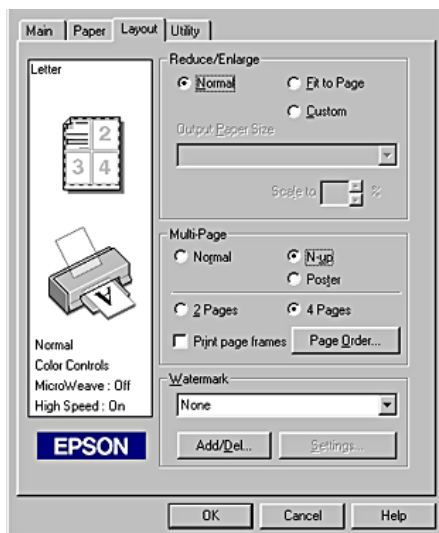 Main Paper Layout Utility
Letter
2
3 4
Normal
Color Controls
MicroWeave : Off
High Speed : On
EPSON
Reduce/Enlarge
Normal Fit to Page
Custom
Output Paper Size
Scale to %
Multi-Page
Normal N-up
Poster
2 Pages 4 Pages
Print page frames Page Order...
Watermark
None
Add/Del... Settings...
OK Cancel Help